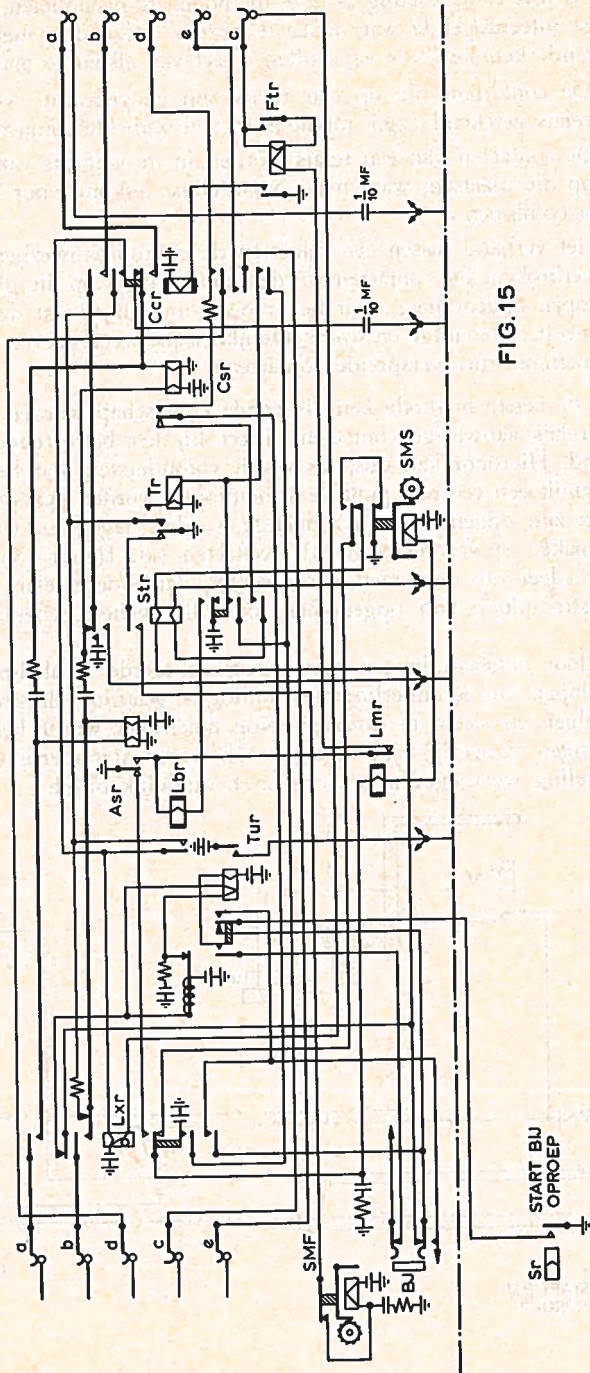 a
b
d
e
c
Ftr
1/10 MF
Ccr
1/10 MF
FIG. 15
Csr
Tr
SMS
Str
Asr
Lbr
Lmr
Tur
Lxr
a
b
d
c
e
SMF
BJ
START BIJ
OPROEP
Sr